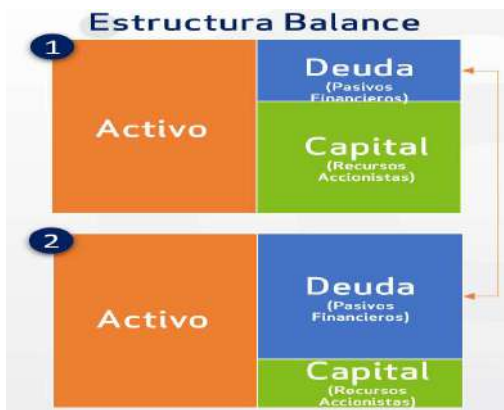 Estructura Balance
1
Deuda
(Pasivos
Financieros)
Activo
Capital
(Recursos
Accionistas)
2
Deuda
(Pasivos
Financieros)
Activo
Capital
(Recursos
Accionistas)